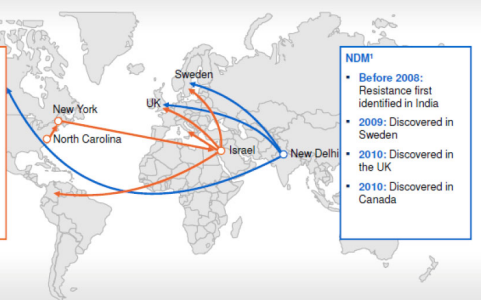 Sweden
UK
New York
North Carolina
Israel
New Delhi
NDM¹
▪ Before 2008:
Resistance first
identified in India
▪ 2009: Discovered in
Sweden
▪ 2010: Discovered in
the UK
▪ 2010: Discovered in
Canada